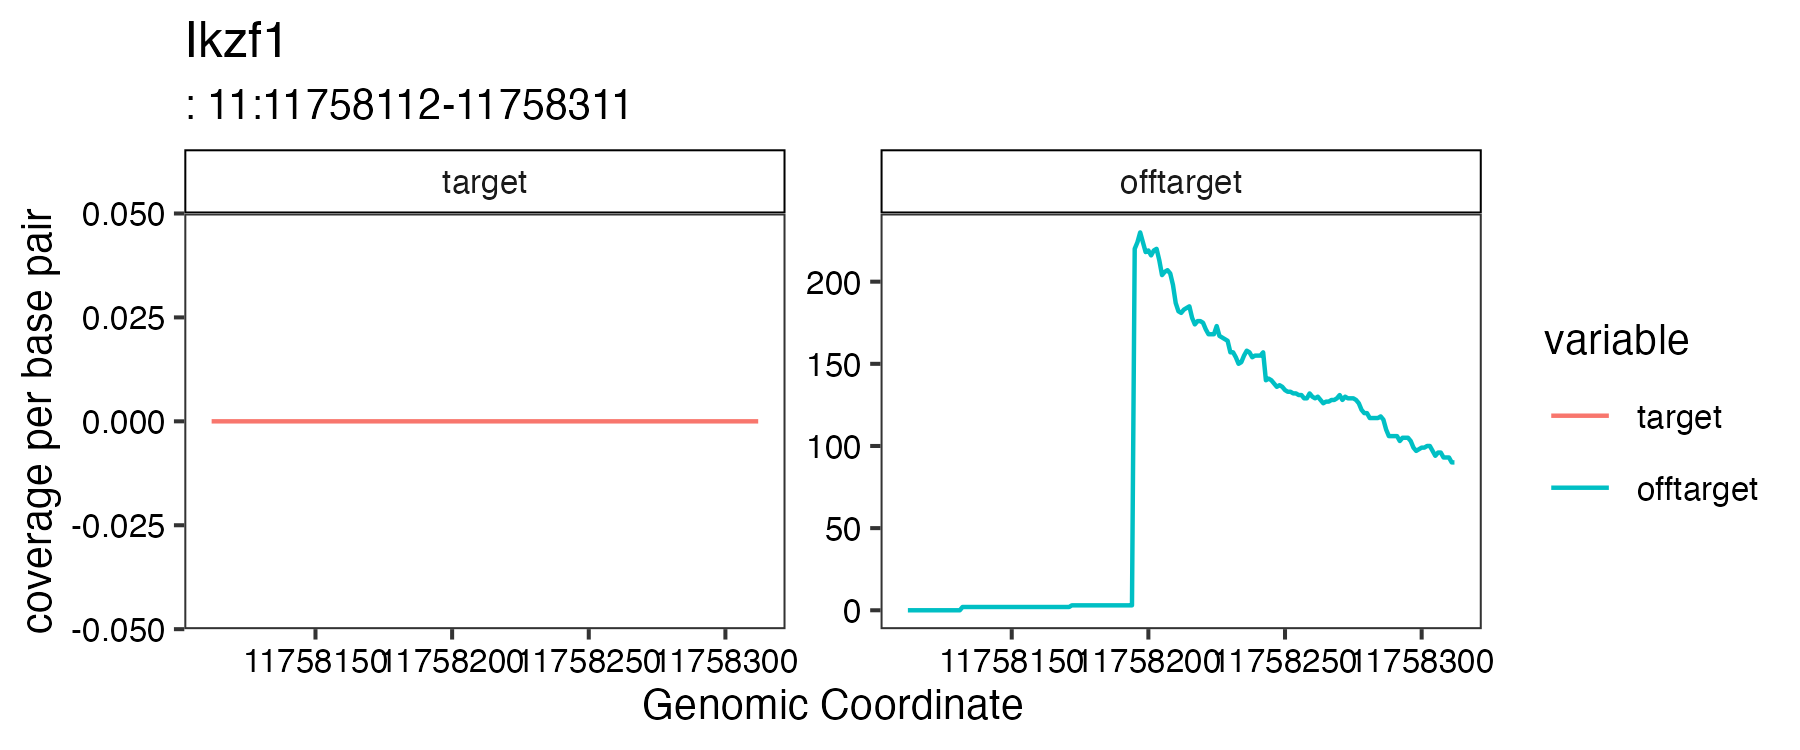 Ikzf1
: 11:11758112-11758311
target
offtarget
coverage per base pair
0.050
0.025
0.000
-0.025
-0.050
200
150
100
50
0
11758150 11758200 11758250 11758300
11758150 11758200 11758250 11758300
Genomic Coordinate
variable
target
offtarget